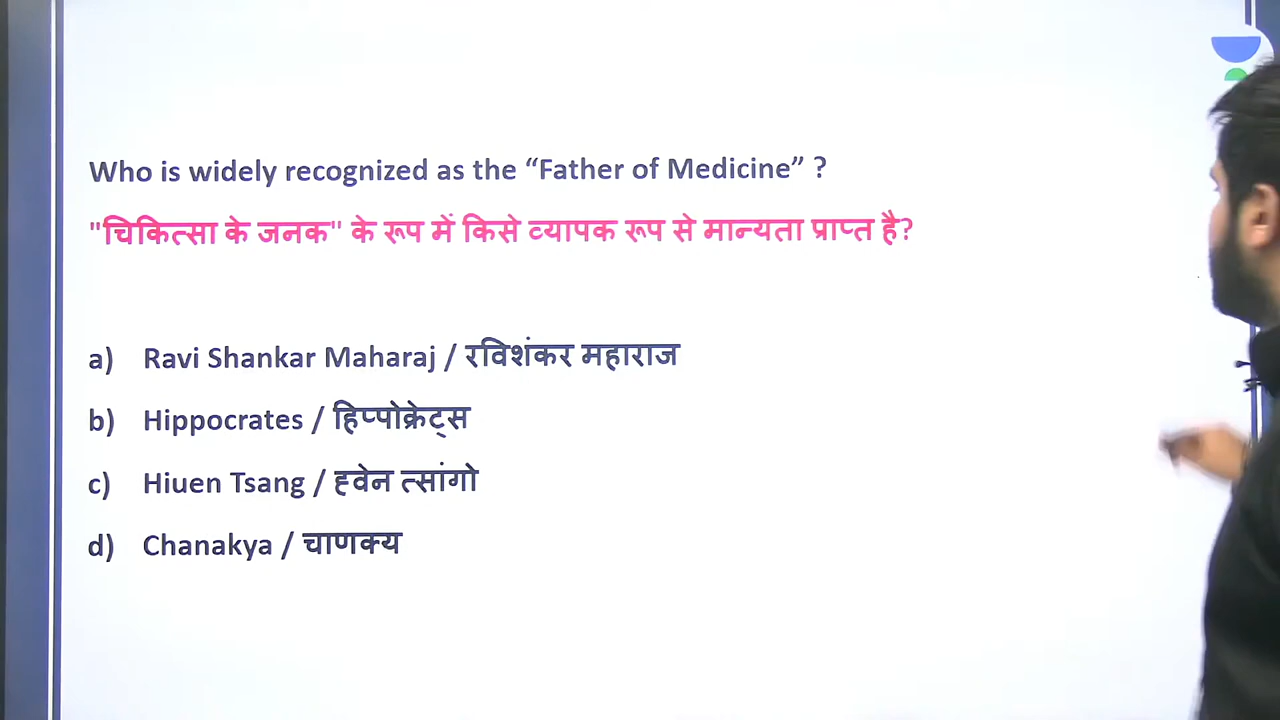 Who is widely recognized as the “Father of Medicine” ?
"चिकित्सा के जनक" के रूप में किसे व्यापक रूप से मान्यता प्राप्त है?
a) Ravi Shankar Maharaj / रविशंकर महाराज
b) Hippocrates / हिप्पोक्रेट्स
c) Hiuen Tsang / ह्वेन त्सांगो
d) Chanakya / चाणक्य